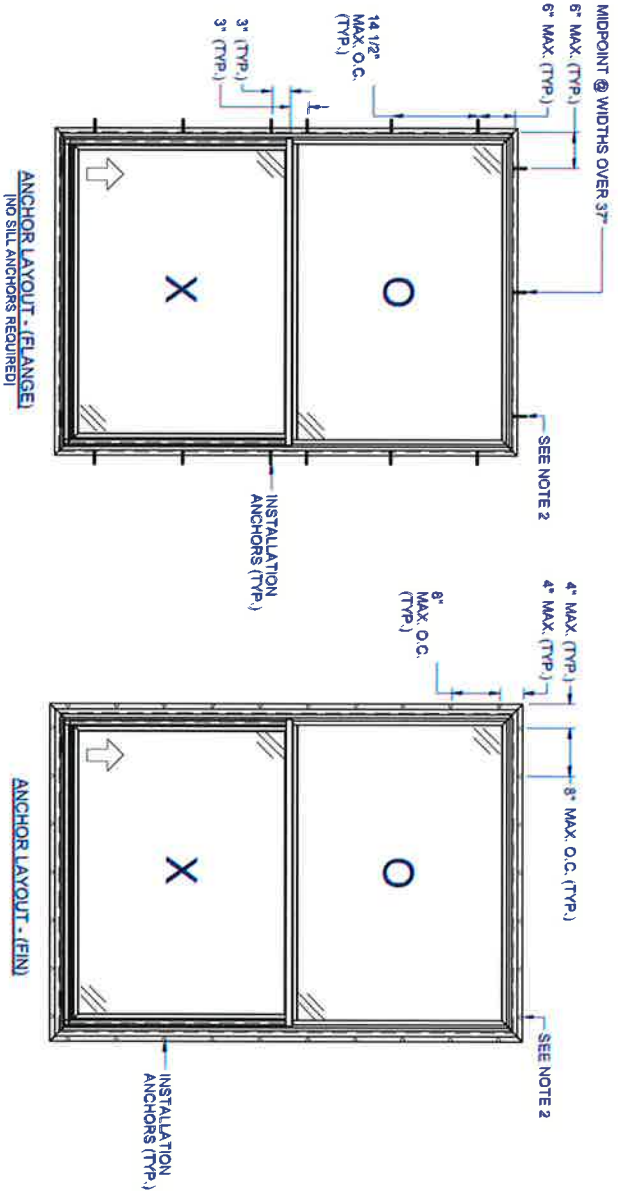 MIDPOINT @ WIDTHS OVER 37"
6" MAX. (TYP.)
6" MAX. (TYP.)
14 1/2"
MAX. O.C.
(TYP.)
3" (TYP.)
3" (TYP.)
SEE NOTE 2
O
X
INSTALLATION
ANCHORS (TYP.)
ANCHOR LAYOUT - (FLANGE)
[NO SILL ANCHORS REQUIRED]
4" MAX. (TYP.)
4" MAX. (TYP.)
8" MAX. O.C. (TYP.)
8"
MAX. O.C.
(TYP.)
SEE NOTE 2
O
X
INSTALLATION
ANCHORS (TYP.)
ANCHOR LAYOUT - (FIN)